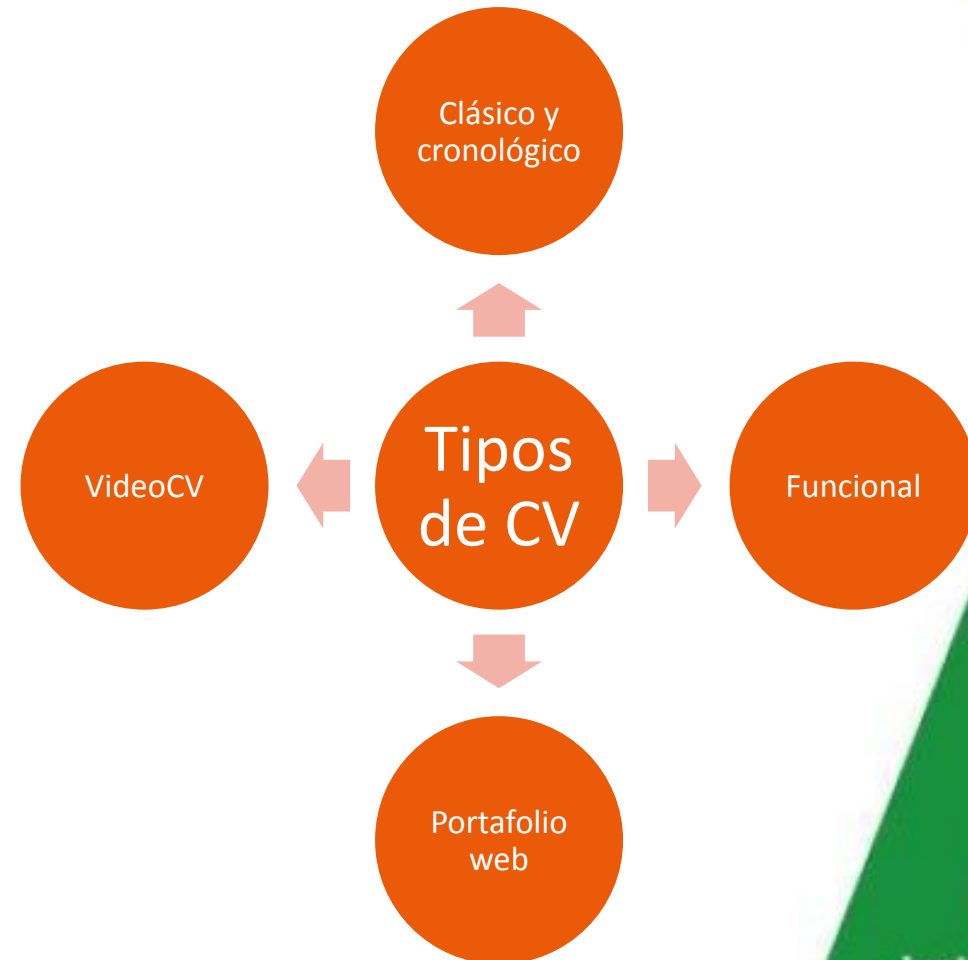 Clásico y
cronológico
VideoCV
Tipos
de CV
Funcional
Portafolio
web